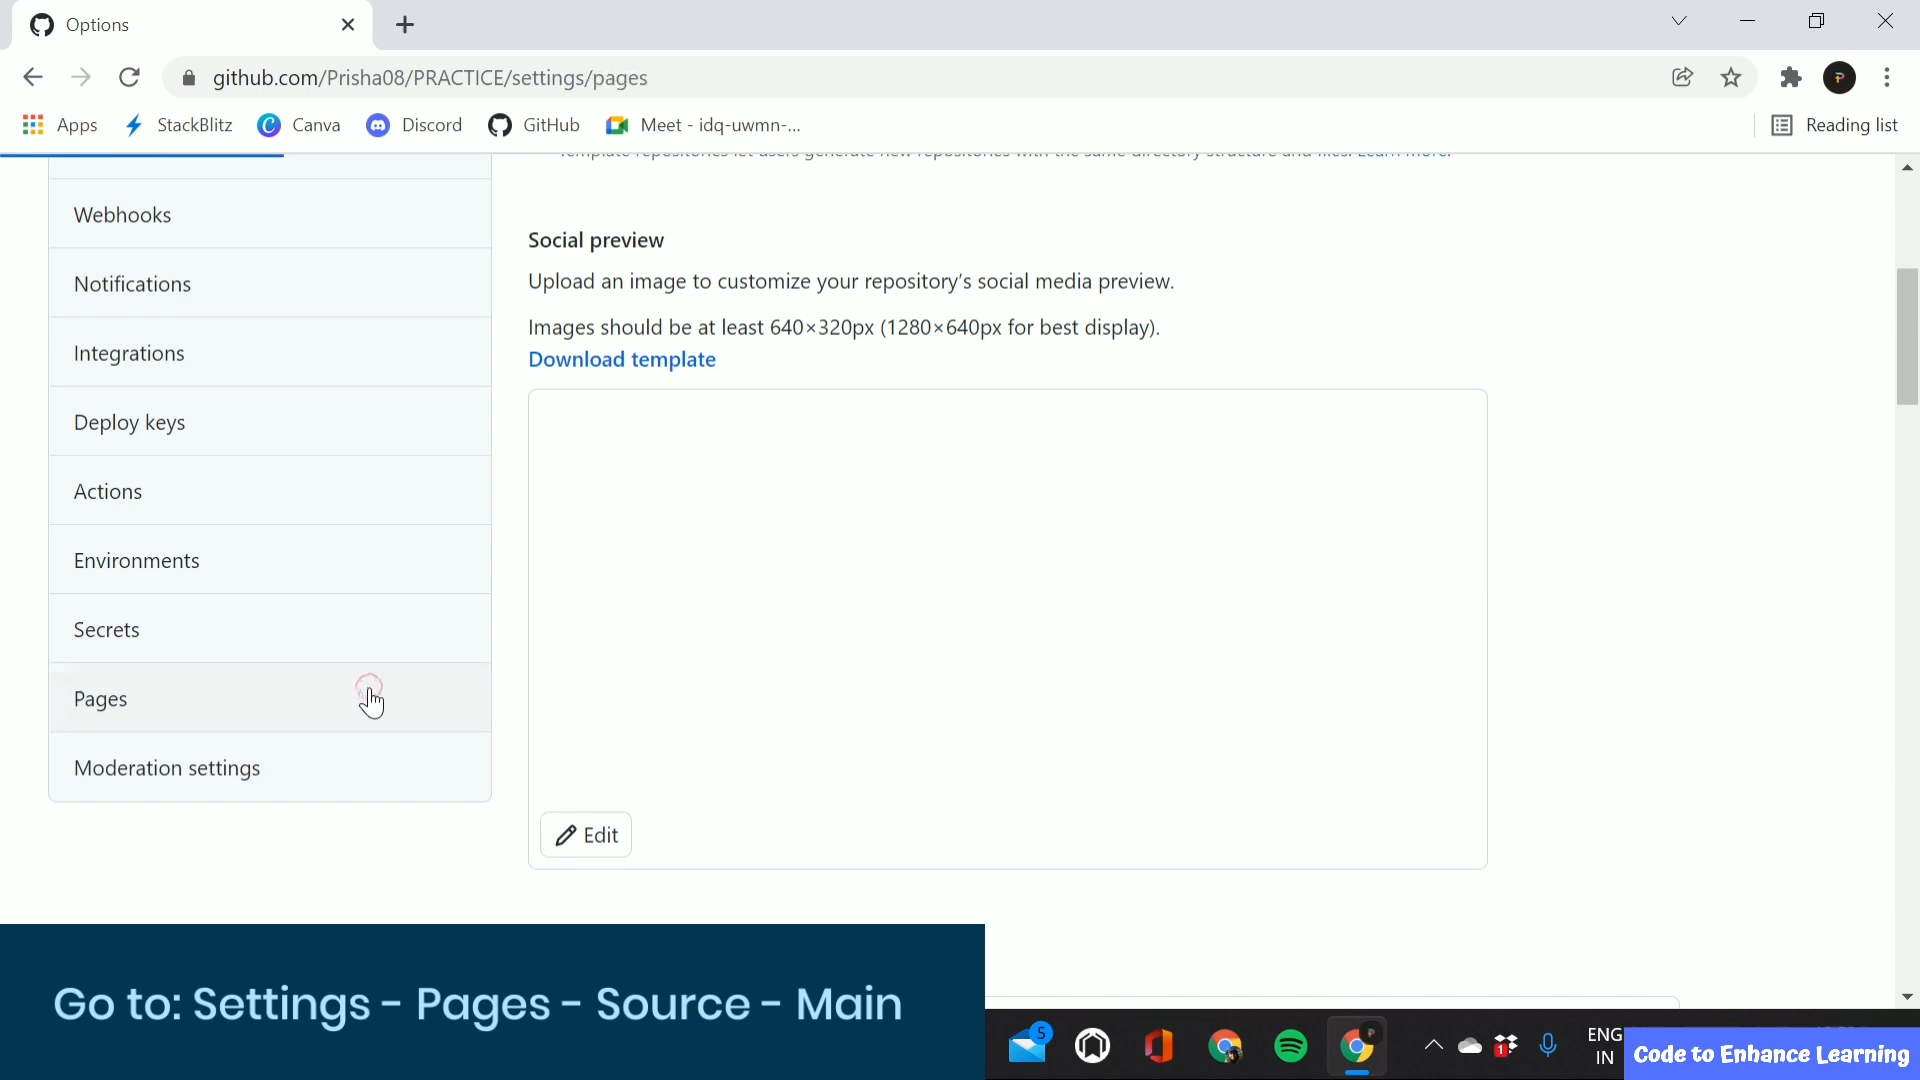 Options
github.com/Prisha08/PRACTICE/settings/pages
Apps StackBlitz Canva Discord GitHub Meet - idq-uwmn-... Reading list
Template repositories let users generate new repositories with the same directory structure and files. Learn more.
Webhooks
Notifications
Integrations
Deploy keys
Actions
Environments
Secrets
Pages
Moderation settings
Social preview
Upload an image to customize your repository's social media preview.
Images should be at least 640×320px (1280×640px for best display).
Download template
Edit
Go to: Settings - Pages - Source - Main
5
1
ENG
IN
Code to Enhance Learning